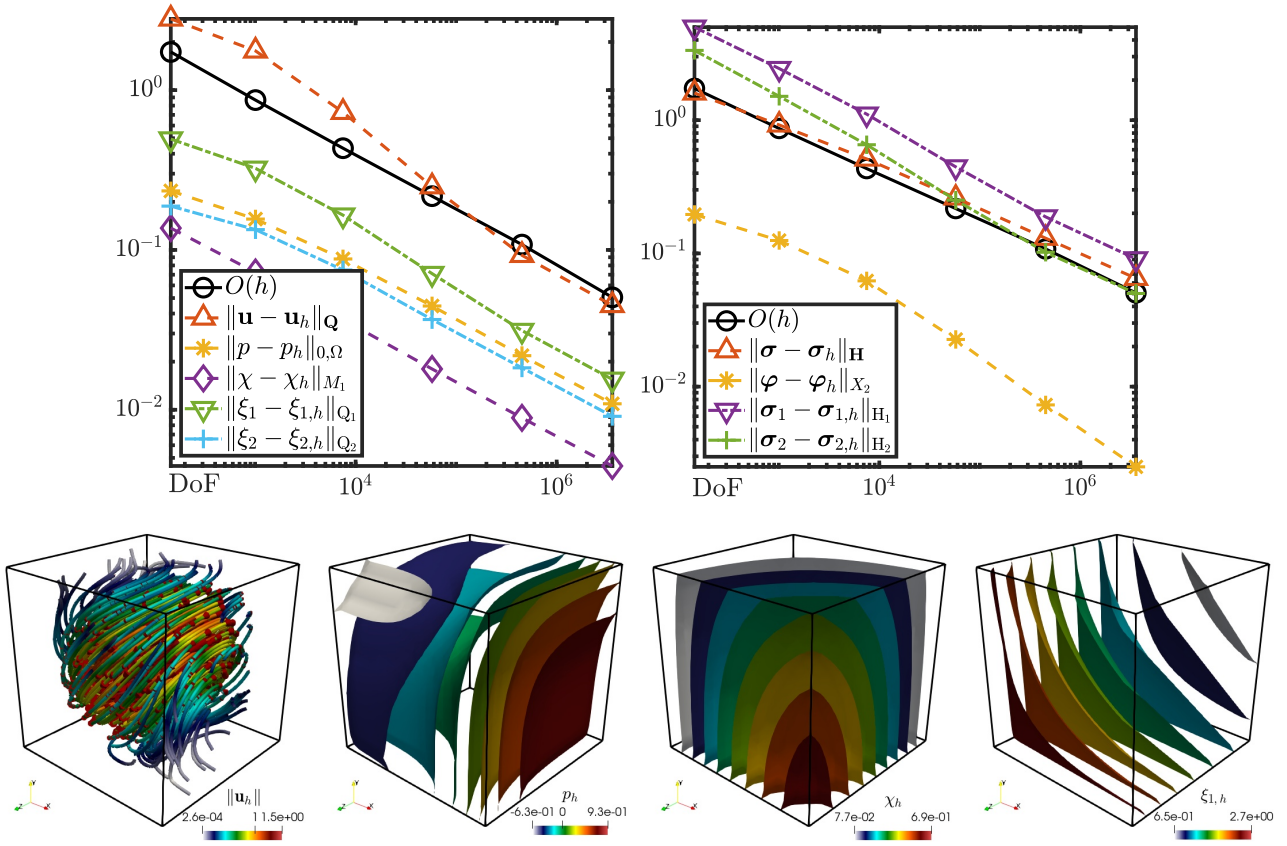 10^0
10^{-1}
10^{-2}
DoF
10^4
10^6
O(h)
‖u − u_h‖_Q
‖p − p_h‖_{0,Ω}
‖χ − χ_h‖_{M_1}
‖ξ_1 − ξ_{1,h}‖_{Q_1}
‖ξ_2 − ξ_{2,h}‖_{Q_2}
10^0
10^{-1}
10^{-2}
DoF
10^4
10^6
O(h)
‖σ − σ_h‖_H
‖φ − φ_h‖_{X_2}
‖σ_1 − σ_{1,h}‖_{H_1}
‖σ_2 − σ_{2,h}‖_{H_2}
Y
Z X
‖u_h‖
2.6e-04 11.5e+00
Y
Z X
p_h
-6.3e-01 0 9.3e-01
Y
Z X
χ_h
7.7e-02 6.9e-01
Y
Z X
ξ_{1,h}
6.5e-01 2.7e+00